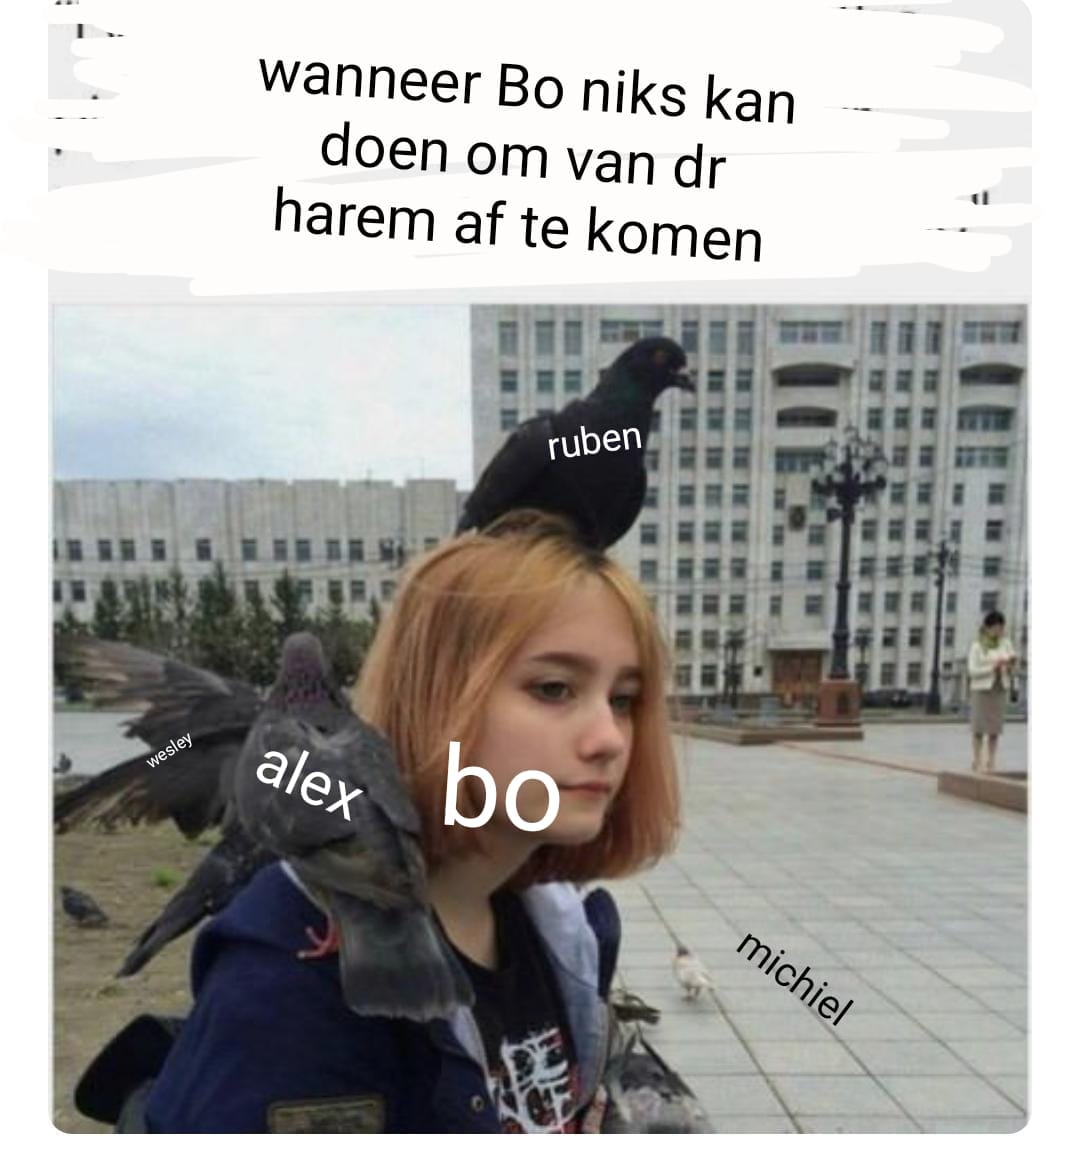 wanneer Bo niks kan
doen om van dr
harem af te komen
ruben
wesley
alex
bo
michiel